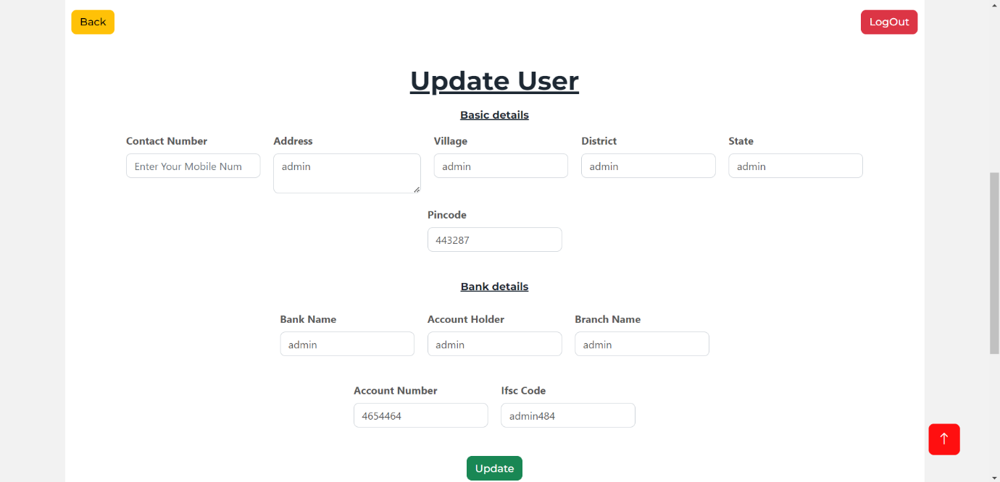 Back
LogOut
Update User
Basic details
Contact Number Address Village District State
Enter Your Mobile Num admin admin admin admin
Pincode
443287
Bank details
Bank Name Account Holder Branch Name
admin admin admin
Account Number Ifsc Code
4654464 admin484
Update